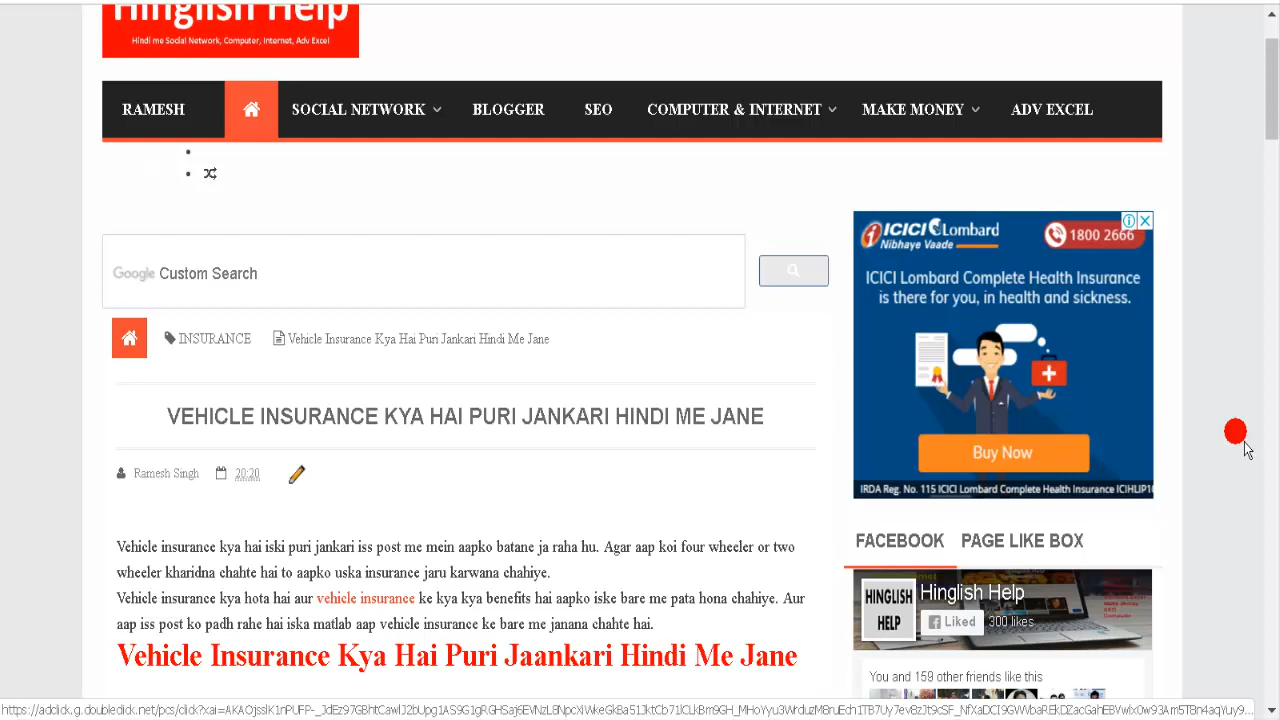 Hinglish Help
Hindi me Social Network, Computer, Internet, Adv Excel
RAMESH SOCIAL NETWORK BLOGGER SEO COMPUTER & INTERNET MAKE MONEY ADV EXCEL
Google Custom Search
INSURANCE Vehicle Insurance Kya Hai Puri Jankari Hindi Me Jane
VEHICLE INSURANCE KYA HAI PURI JANKARI HINDI ME JANE
Ramesh Singh 20:20
Vehicle insurance kya hai iski puri jankari iss post me mein aapko batane ja raha hu. Agar aap koi four wheeler or two
wheeler kharidna chahte hai to aapko uska insurance jaru karwana chahiye.
Vehicle insurance kya hota hai aur vehicle insurance ke kya kya benefits hai aapko iske bare me pata hona chahiye. Aur
aap iss post ko padh rahe hai iska matlab aap vehicle insurance ke bare me janana chahte hai.
Vehicle Insurance Kya Hai Puri Jaankari Hindi Me Jane
ICICI Lombard
Nibhaye Vaade
1800 2666
ICICI Lombard Complete Health Insurance
is there for you, in health and sickness.
Buy Now
IRDA Reg. No. 115 ICICI Lombard Complete Health Insurance ICIHLIP10
FACEBOOK PAGE LIKE BOX
HINGLISH
HELP
Hinglish Help
Liked 300 likes
You and 159 other friends like this